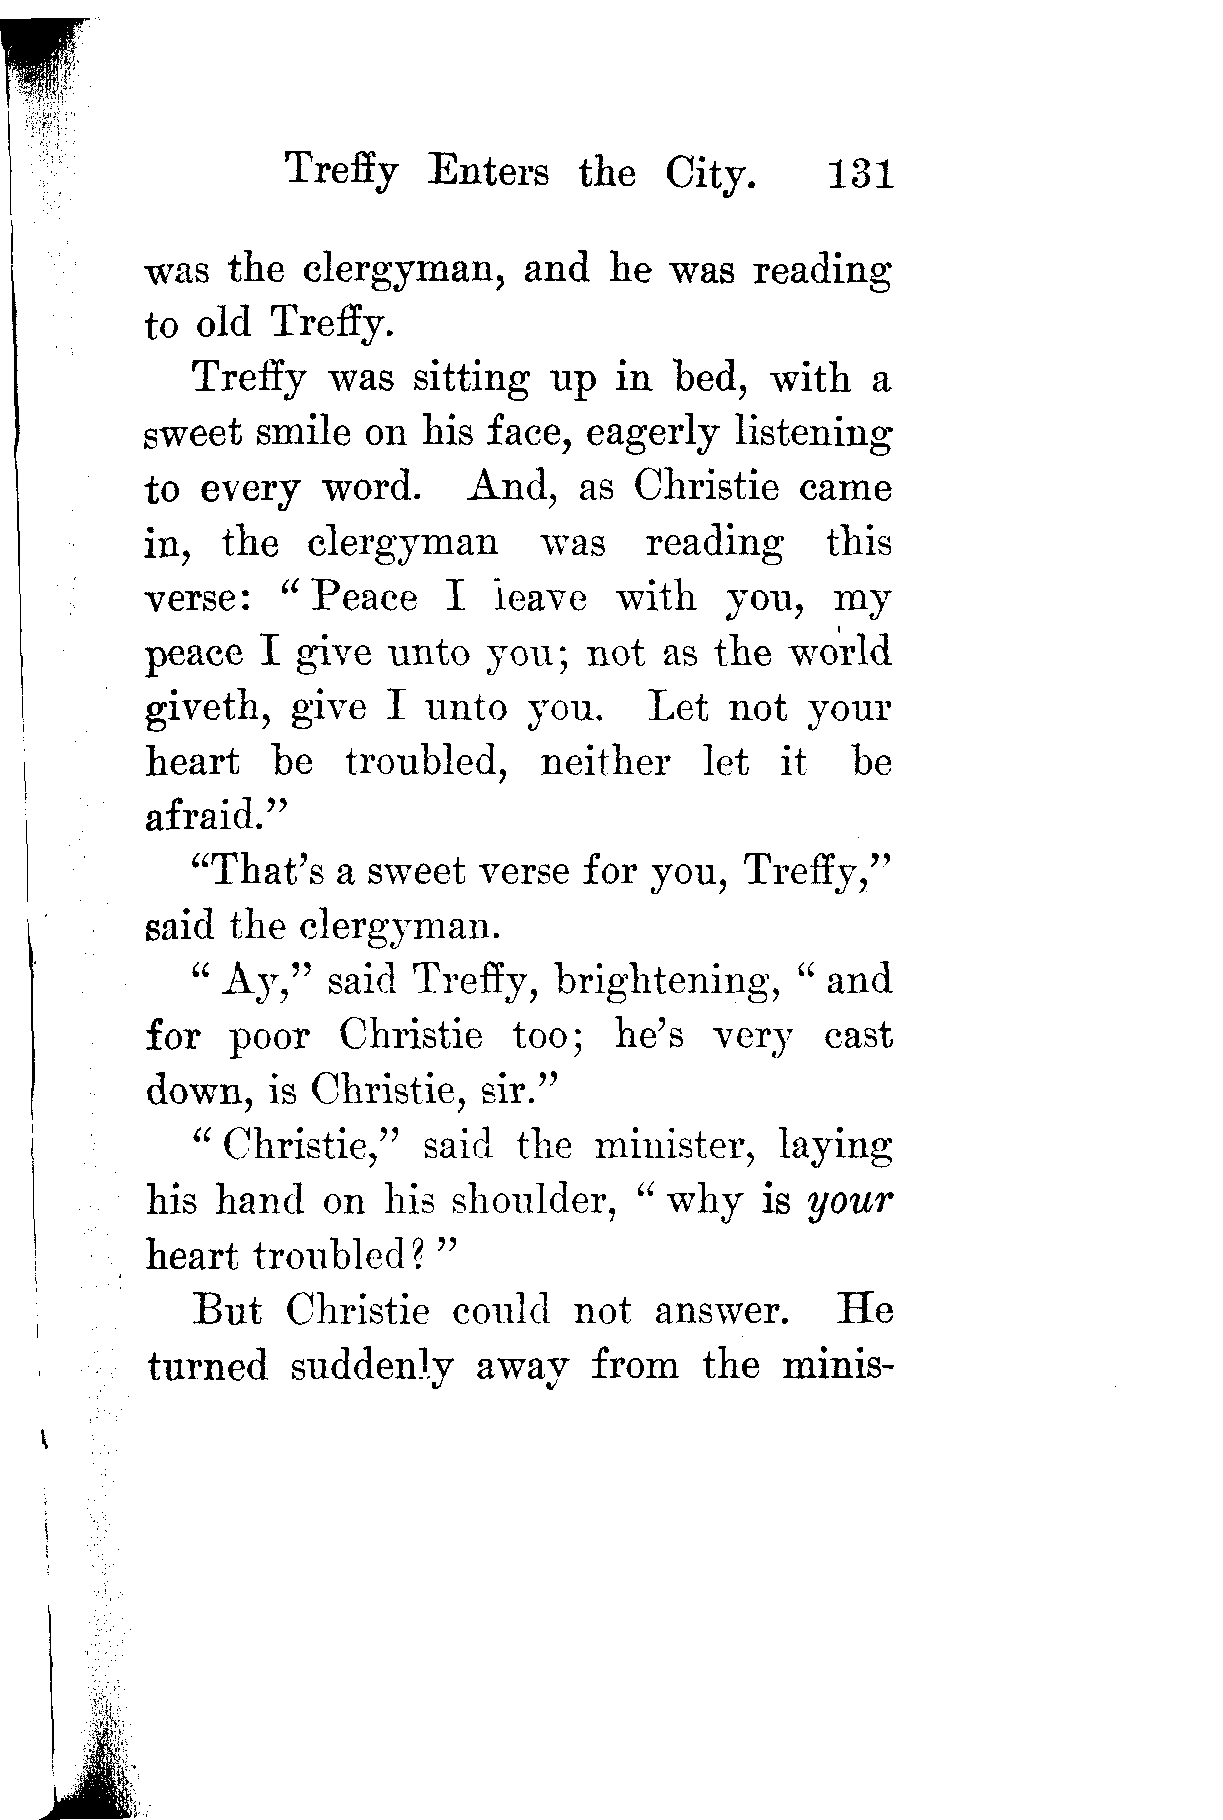 Treffy Enters the City. 131
was the clergyman, and he was reading
to old Treffy.
Treffy was sitting up in bed, with a
sweet smile on his face, eagerly listening
to every word. And, as Christie came
in, the clergyman was reading this
verse: “Peace I leave with you, my
peace I give unto you; not as the world
giveth, give I unto you. Let not your
heart be troubled, neither let it be
afraid.”
“That’s a sweet verse for you, Treffy,”
said the clergyman.
“Ay,” said Treffy, brightening, “and
for poor Christie too; he’s very cast
down, is Christie, sir.”
“Christie,” said the minister, laying
his hand on his shoulder, “why is your
heart troubled?”
But Christie could not answer. He
turned suddenly away from the minis-